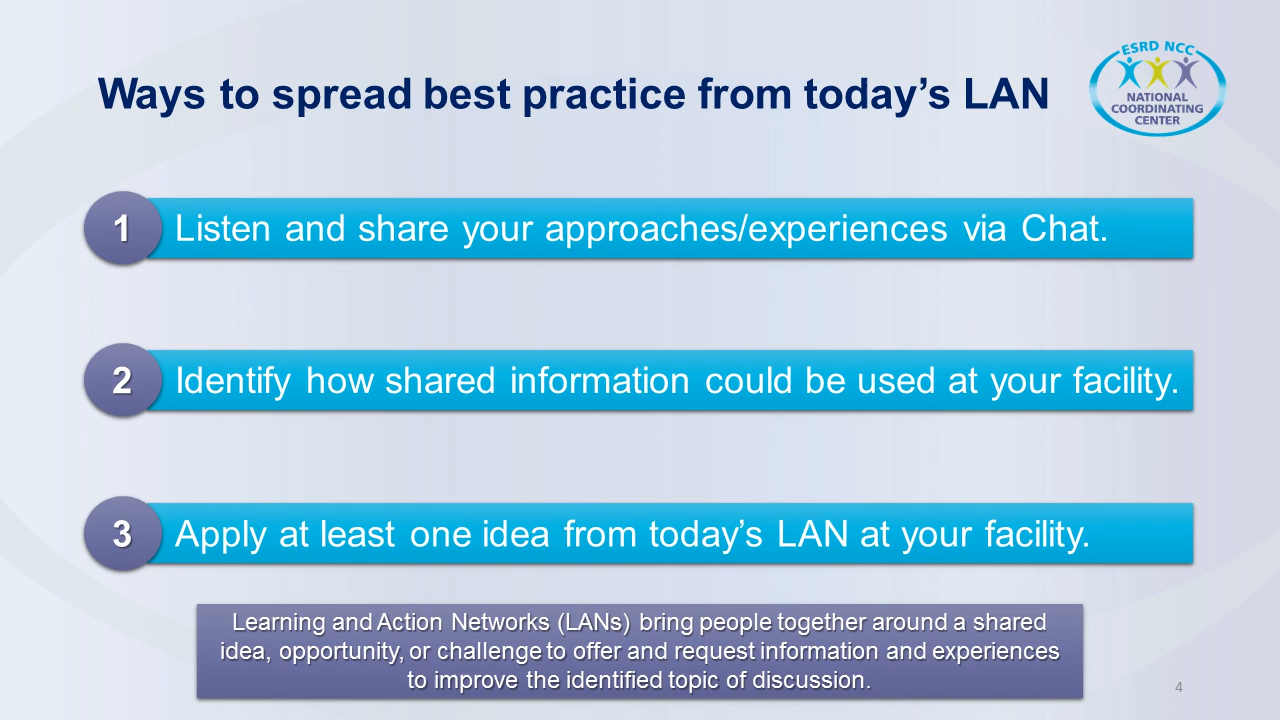 Ways to spread best practice from today’s LAN
ESRD NCC
NATIONAL
COORDINATING
CENTER
1
Listen and share your approaches/experiences via Chat.
2
Identify how shared information could be used at your facility.
3
Apply at least one idea from today’s LAN at your facility.
Learning and Action Networks (LANs) bring people together around a shared
idea, opportunity, or challenge to offer and request information and experiences
to improve the identified topic of discussion.
4